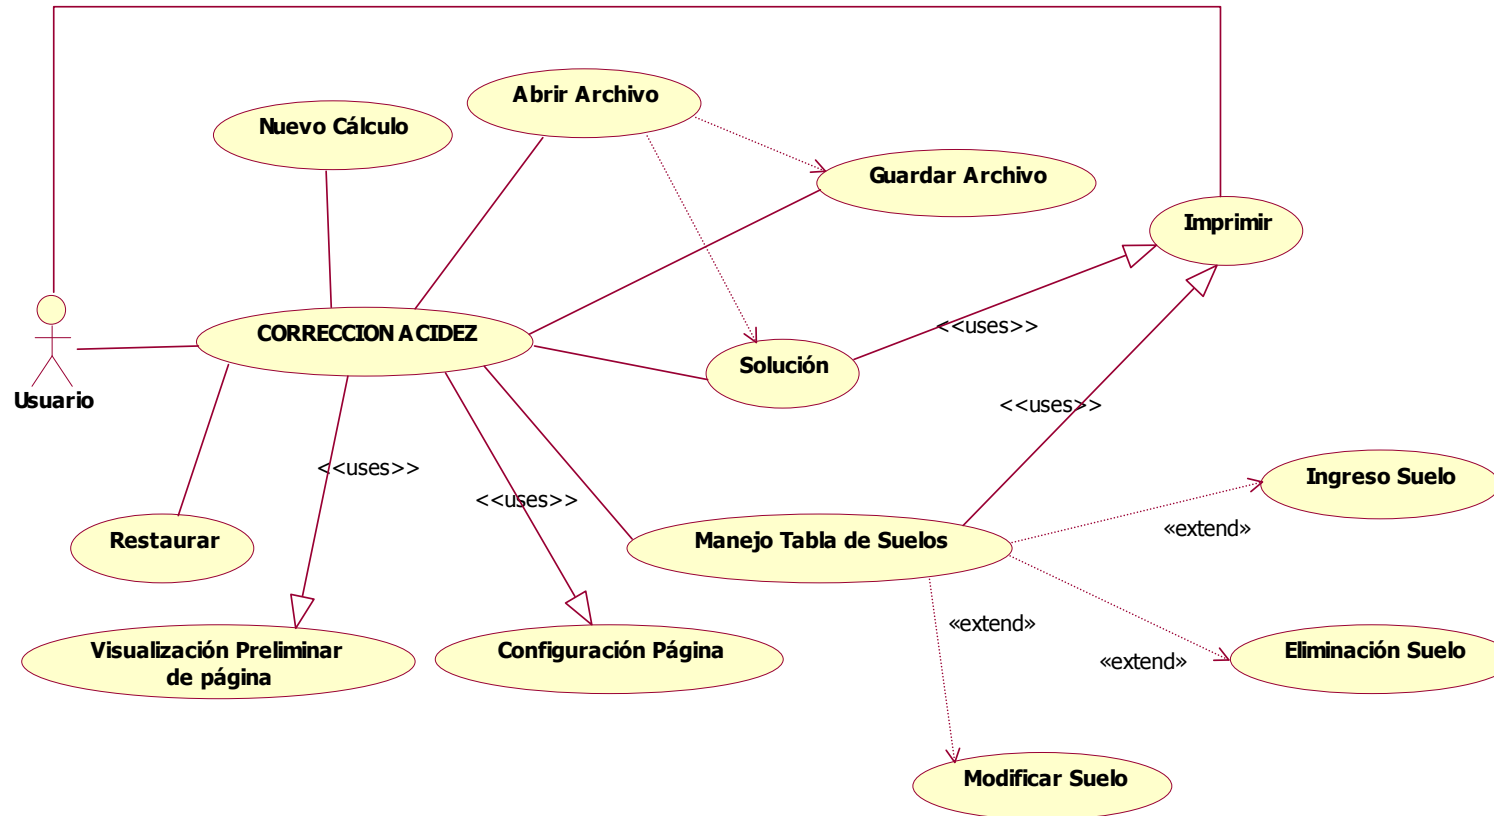 Abrir Archivo
Nuevo Cálculo
Guardar Archivo
Imprimir
CORRECCION ACIDEZ
<<uses>>
Solución
Usuario
<<uses>>
<<uses>>
<<uses>>
Ingreso Suelo
«extend»
Restaurar
Manejo Tabla de Suelos
«extend»
Visualización Preliminar
de página
Configuración Página
«extend»
Eliminación Suelo
Modificar Suelo